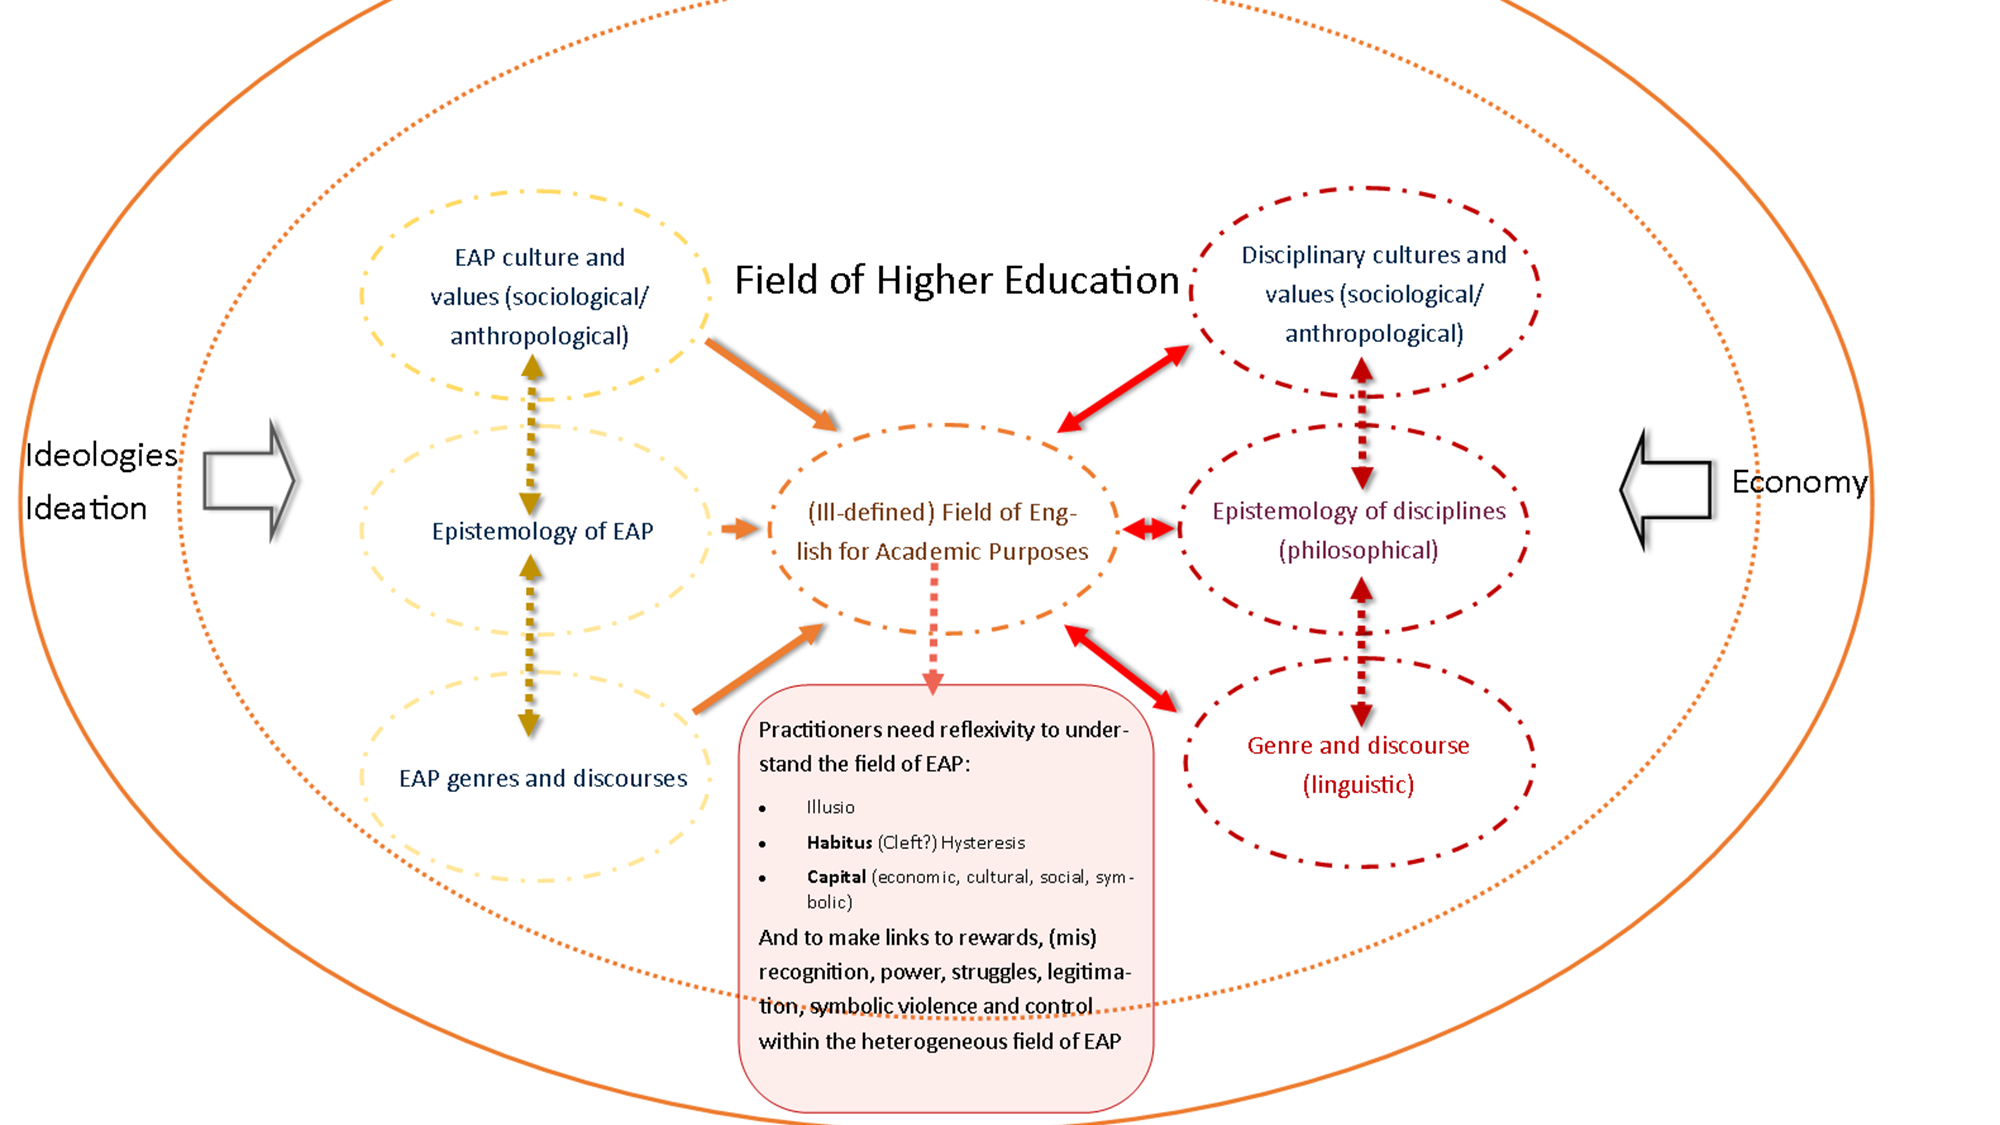 Field of Higher Education
EAP culture and
values (sociological/
anthropological)
Disciplinary cultures and
values (sociological/
anthropological)
Ideologies
Ideation
Economy
Epistemology of EAP
(Ill-defined) Field of Eng-
lish for Academic Purposes
Epistemology of disciplines
(philosophical)
EAP genres and discourses
Genre and discourse
(linguistic)
Practitioners need reflexivity to under-
stand the field of EAP:
• Illusio
• Habitus (Cleft?) Hysteresis
• Capital (economic, cultural, social, sym-
bolic)
And to make links to rewards, (mis)
recognition, power, struggles, legitima-
tion, symbolic violence and control
within the heterogeneous field of EAP